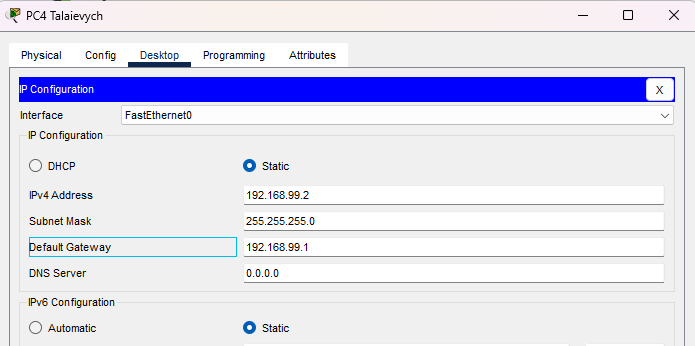 PC4 Talaievych
Physical Config Desktop Programming Attributes
IP Configuration X
Interface FastEthernet0
IP Configuration
DHCP Static
IPv4 Address 192.168.99.2
Subnet Mask 255.255.255.0
Default Gateway 192.168.99.1
DNS Server 0.0.0.0
IPv6 Configuration
Automatic Static